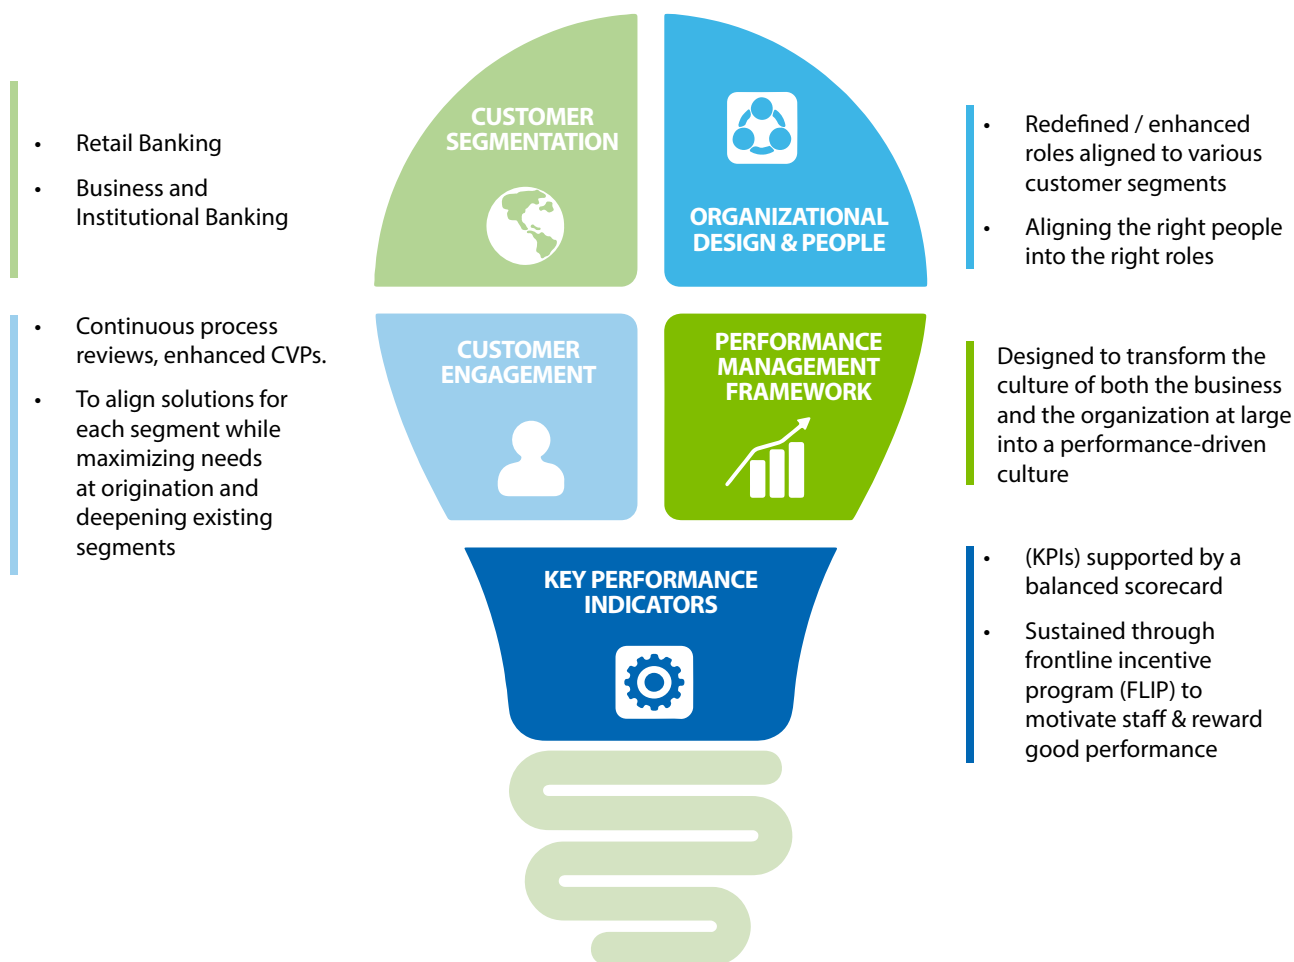 CUSTOMER
SEGMENTATION
• Retail Banking
• Business and
Institutional Banking
ORGANIZATIONAL
DESIGN & PEOPLE
• Redefined / enhanced
roles aligned to various
customer segments
• Aligning the right people
into the right roles
CUSTOMER
ENGAGEMENT
• Continuous process
reviews, enhanced CVPs.
• To align solutions for
each segment while
maximizing needs
at origination and
deepening existing
segments
PERFORMANCE
MANAGEMENT
FRAMEWORK
Designed to transform the
culture of both the business
and the organization at large
into a performance-driven
culture
KEY PERFORMANCE
INDICATORS
• (KPIs) supported by a
balanced scorecard
• Sustained through
frontline incentive
program (FLIP) to
motivate staff & reward
good performance